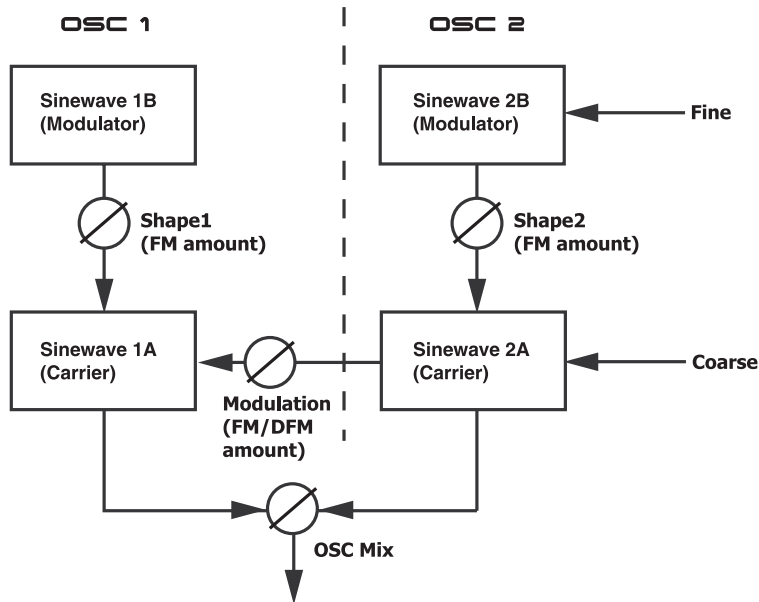 OSC 1
OSC 2
Sinewave 1B
(Modulator)
Sinewave 2B
(Modulator)
Fine
Shape1
(FM amount)
Shape2
(FM amount)
Sinewave 1A
(Carrier)
Sinewave 2A
(Carrier)
Coarse
Modulation
(FM/DFM
amount)
OSC Mix